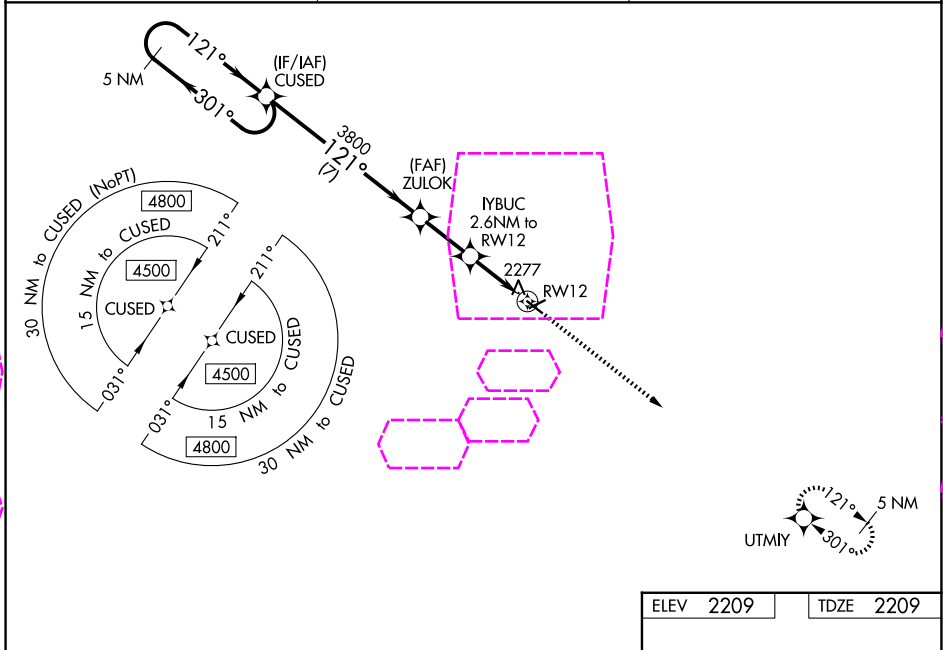 121°
5 NM
301°
(IF/IAF)
CUSED
3800
121°
(7)
(FAF)
ZULOK
IYBUC
2.6NM to
RW12
2277
RW12
30 NM to CUSED (NoPT)
4800
15 NM to CUSED
4500
211°
CUSED
031°
211°
CUSED
4500
031°
15 NM to CUSED
4800
30 NM to CUSED
121°
5 NM
301°
UTMIY
ELEV 2209
TDZE 2209